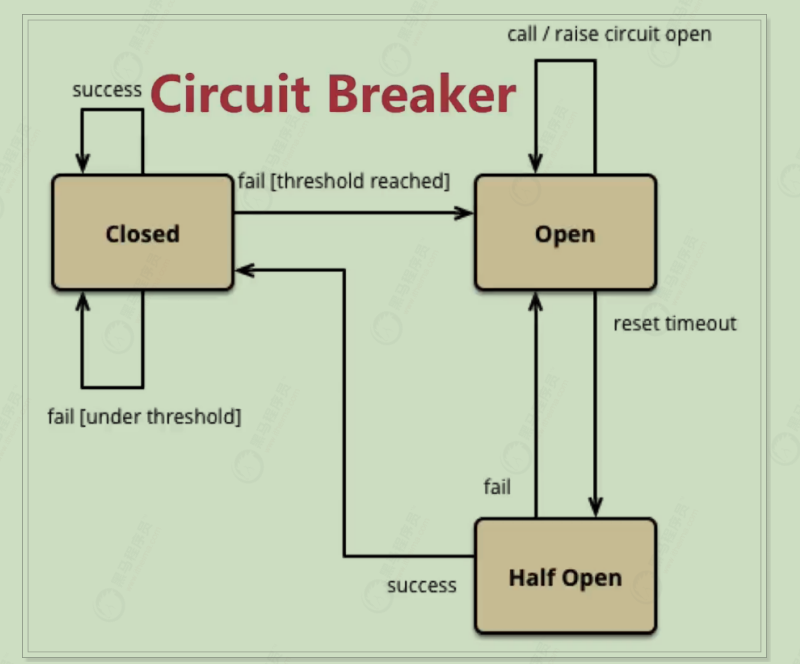 call / raise circuit open
success
Circuit Breaker
fail [threshold reached]
Closed
Open
reset timeout
fail [under threshold]
fail
Half Open
success